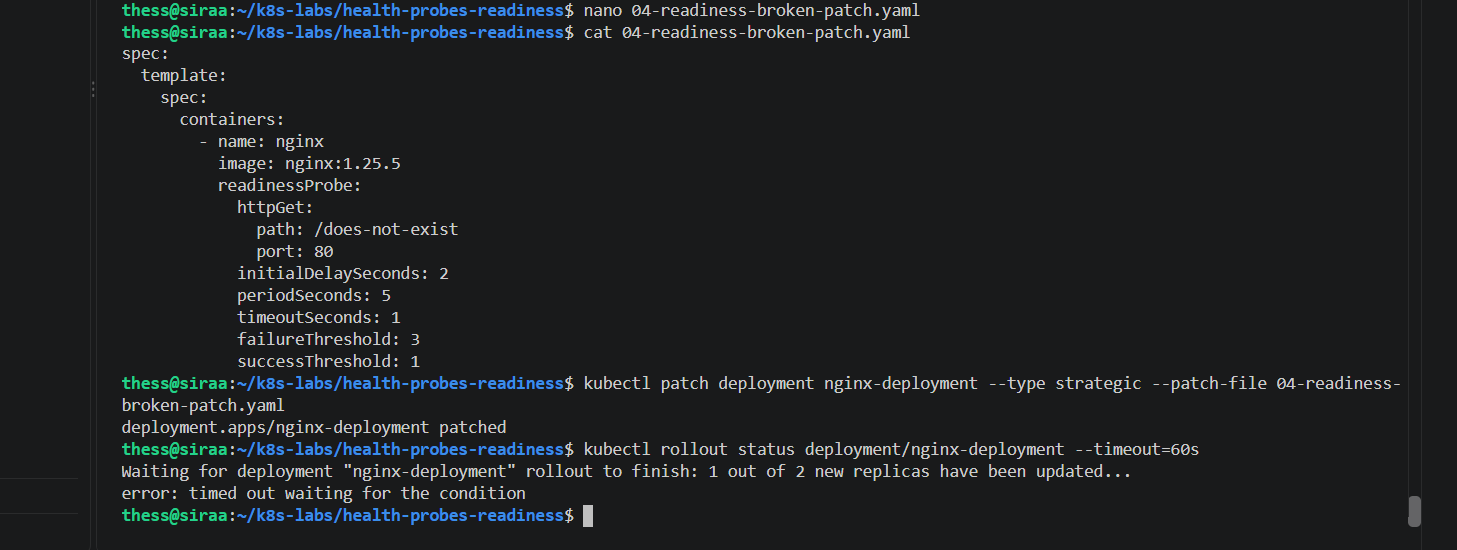 thess@siraa:~/k8s-labs/health-probes-readiness$ nano 04-readiness-broken-patch.yaml
thess@siraa:~/k8s-labs/health-probes-readiness$ cat 04-readiness-broken-patch.yaml
spec:
  template:
    spec:
      containers:
        - name: nginx
          image: nginx:1.25.5
          readinessProbe:
            httpGet:
              path: /does-not-exist
              port: 80
            initialDelaySeconds: 2
            periodSeconds: 5
            timeoutSeconds: 1
            failureThreshold: 3
            successThreshold: 1
thess@siraa:~/k8s-labs/health-probes-readiness$ kubectl patch deployment nginx-deployment --type strategic --patch-file 04-readiness-
broken-patch.yaml
deployment.apps/nginx-deployment patched
thess@siraa:~/k8s-labs/health-probes-readiness$ kubectl rollout status deployment/nginx-deployment --timeout=60s
Waiting for deployment "nginx-deployment" rollout to finish: 1 out of 2 new replicas have been updated...
error: timed out waiting for the condition
thess@siraa:~/k8s-labs/health-probes-readiness$